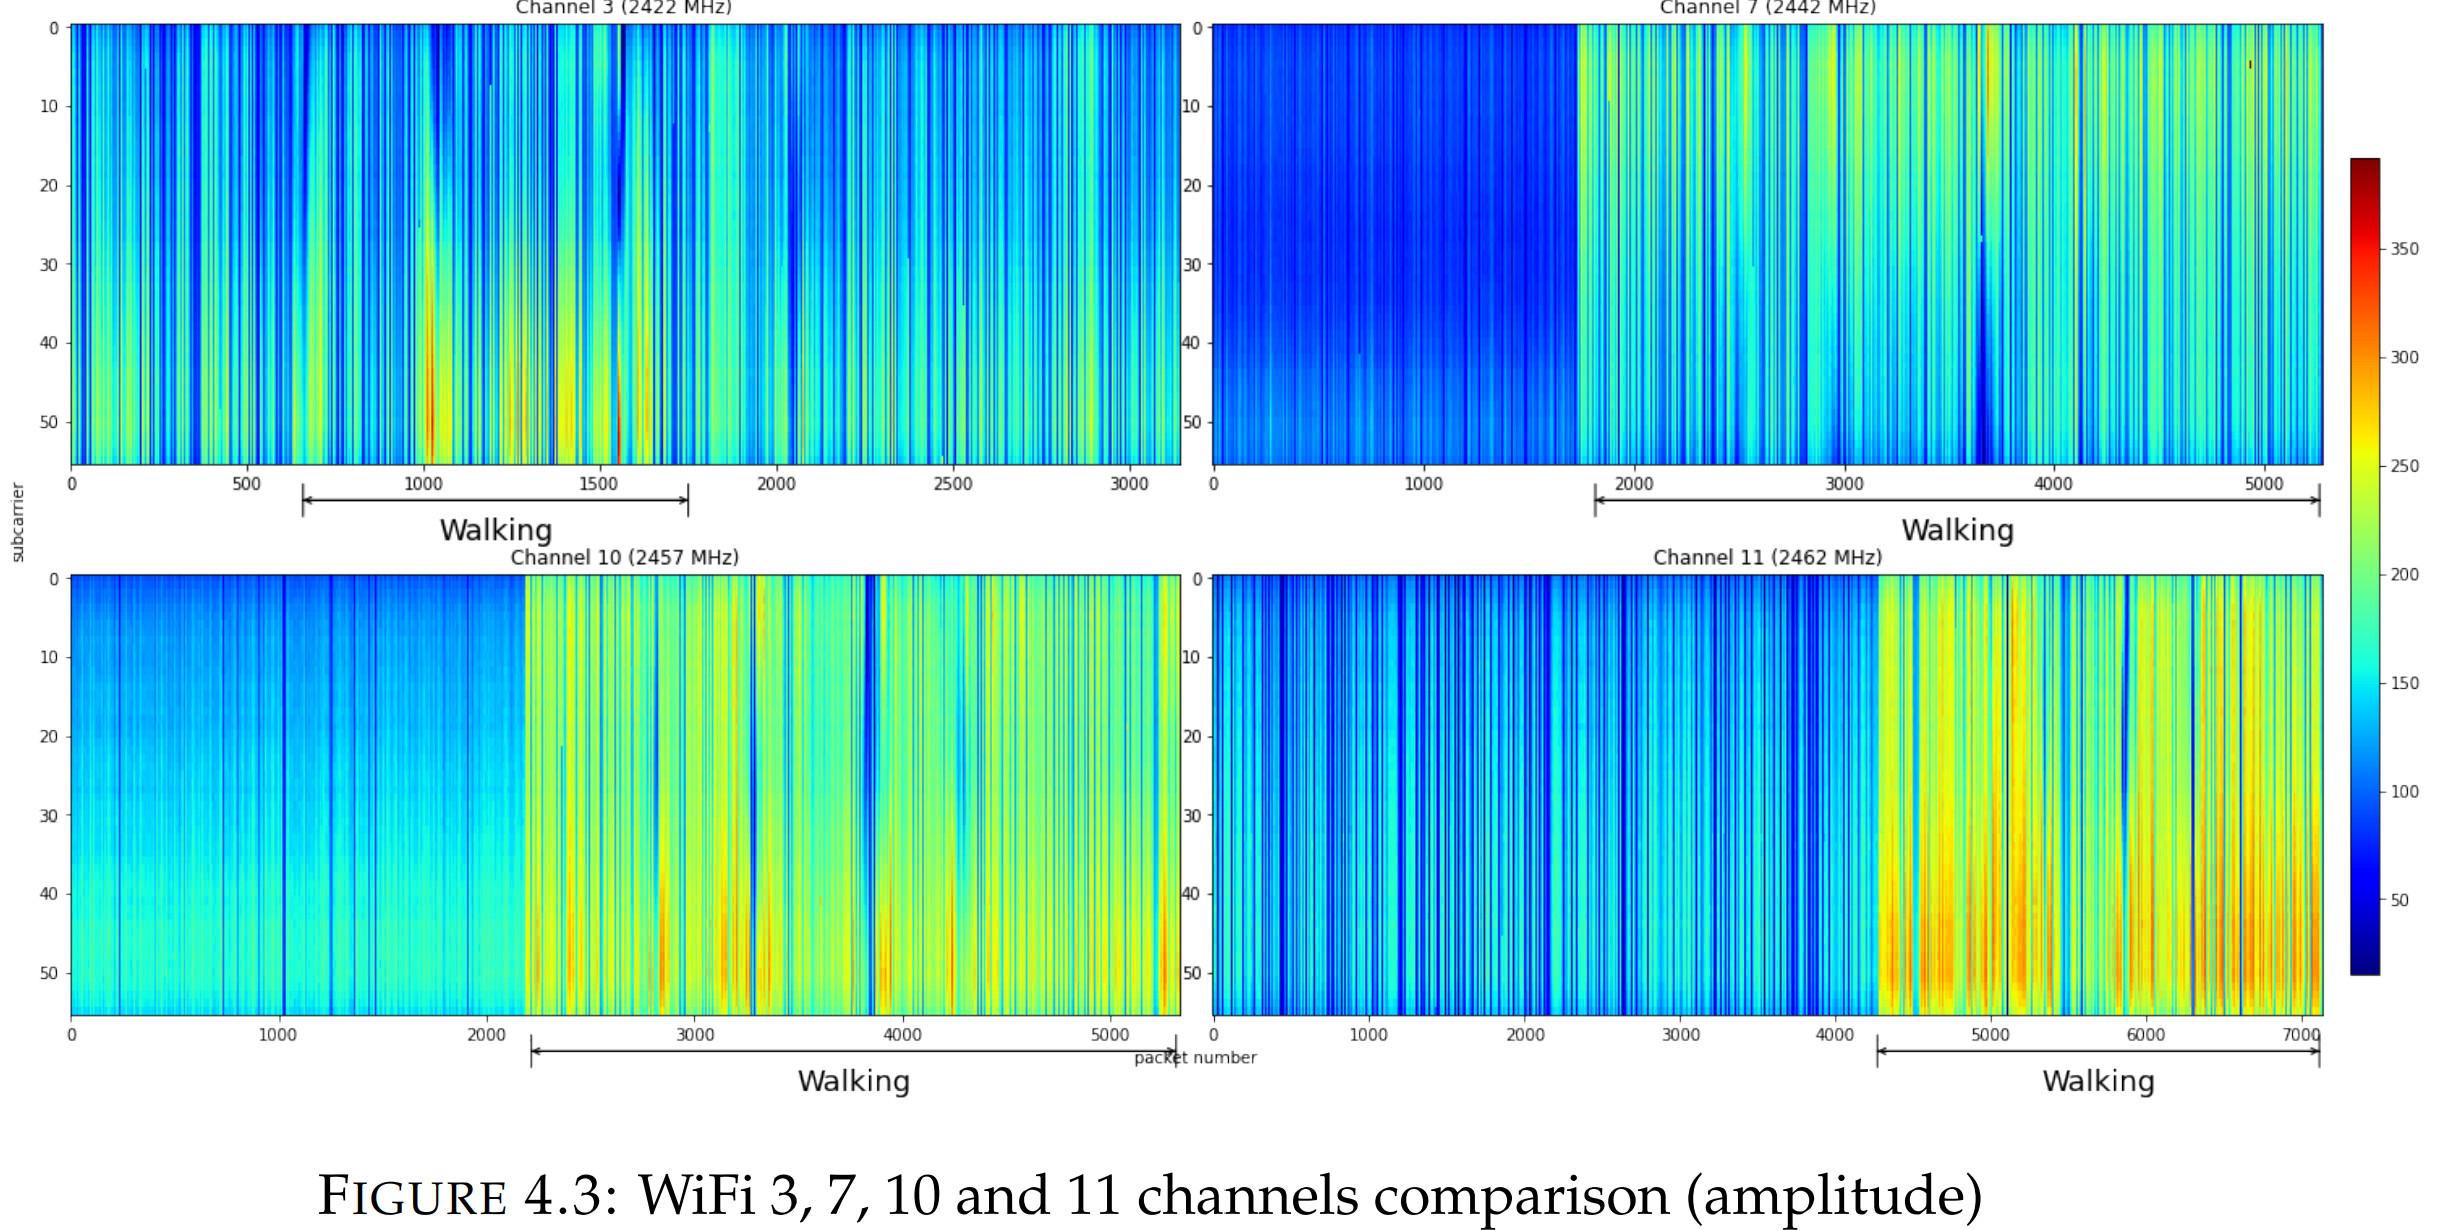 Channel 3 (2422 MHz)
Channel 7 (2442 MHz)
0
10
20
30
40
50
0
10
20
30
40
50
0 500 1000 1500 2000 2500 3000
0 1000 2000 3000 4000 5000
Walking
Walking
subcarrier
Channel 10 (2457 MHz)
Channel 11 (2462 MHz)
0
10
20
30
40
50
0
10
20
30
40
50
0 1000 2000 3000 4000 5000
0 1000 2000 3000 4000 5000 6000 7000
packet number
Walking
Walking
350
300
250
200
150
100
50
FIGURE 4.3: WiFi 3, 7, 10 and 11 channels comparison (amplitude)